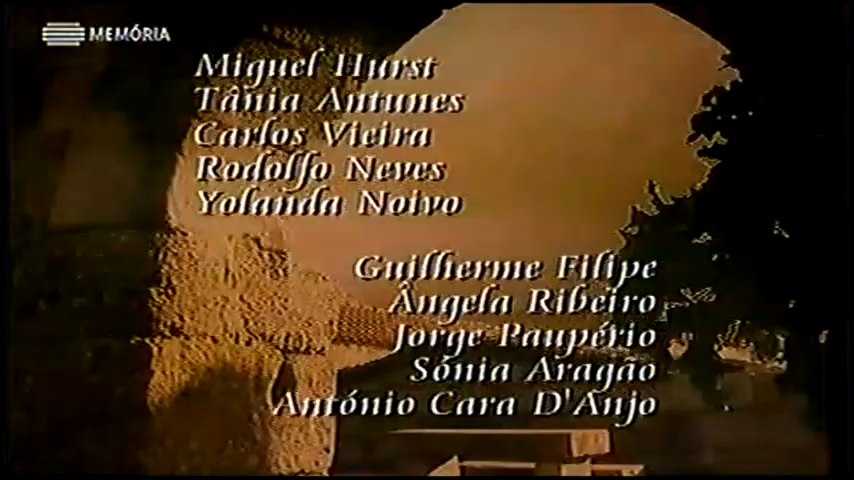 MEMÓRIA
Miguel Hurst
Tânia Antunes
Carlos Vieira
Rodolfo Neves
Yolanda Noivo
Guilherme Filipe
Ângela Ribeiro
Jorge Paupério
Sónia Aragão
António Cara D'Anjo